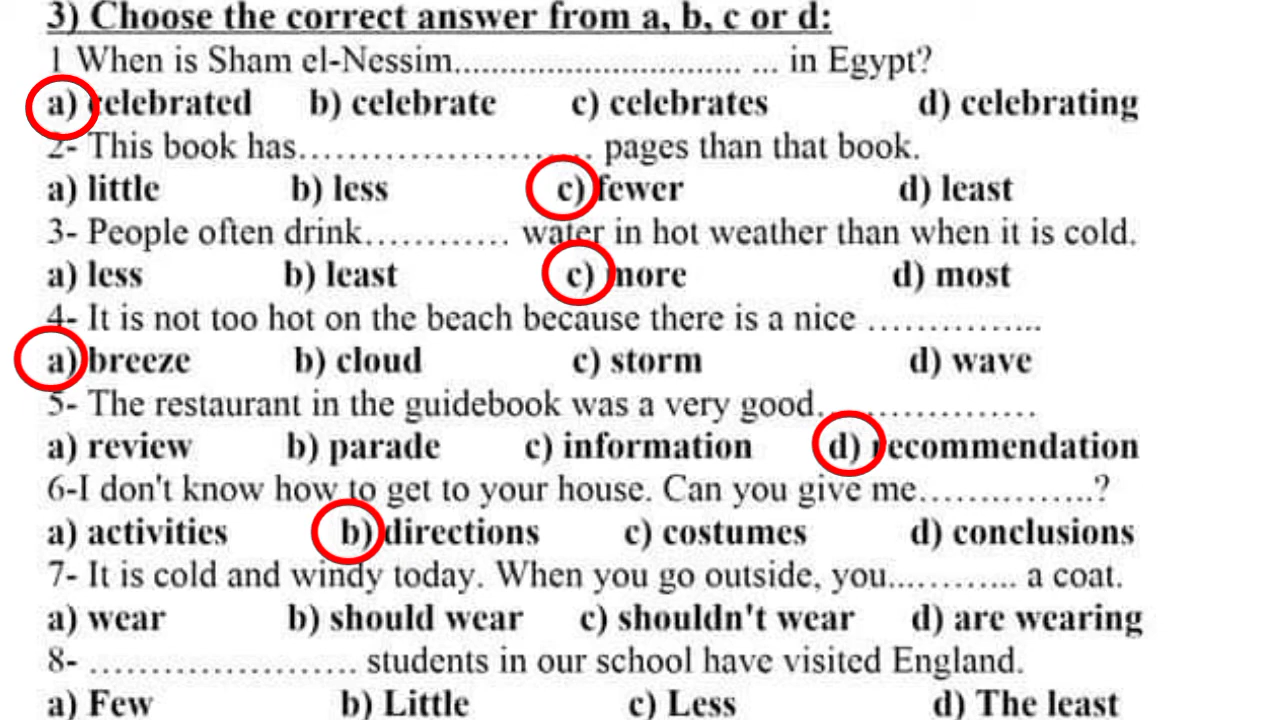 3) Choose the correct answer from a, b, c or d:
1 When is Sham el-Nessim............................... ... in Egypt?
a) celebrated b) celebrate c) celebrates d) celebrating
2- This book has........................... pages than that book.
a) little b) less c) fewer d) least
3- People often drink............ water in hot weather than when it is cold.
a) less b) least c) more d) most
4- It is not too hot on the beach because there is a nice ................
a) breeze b) cloud c) storm d) wave
5- The restaurant in the guidebook was a very good....................
a) review b) parade c) information d) recommendation
6-I don't know how to get to your house. Can you give me................?
a) activities b) directions c) costumes d) conclusions
7- It is cold and windy today. When you go outside, you............ a coat.
a) wear b) should wear c) shouldn't wear d) are wearing
8- ........................ students in our school have visited England.
a) Few b) Little c) Less d) The least